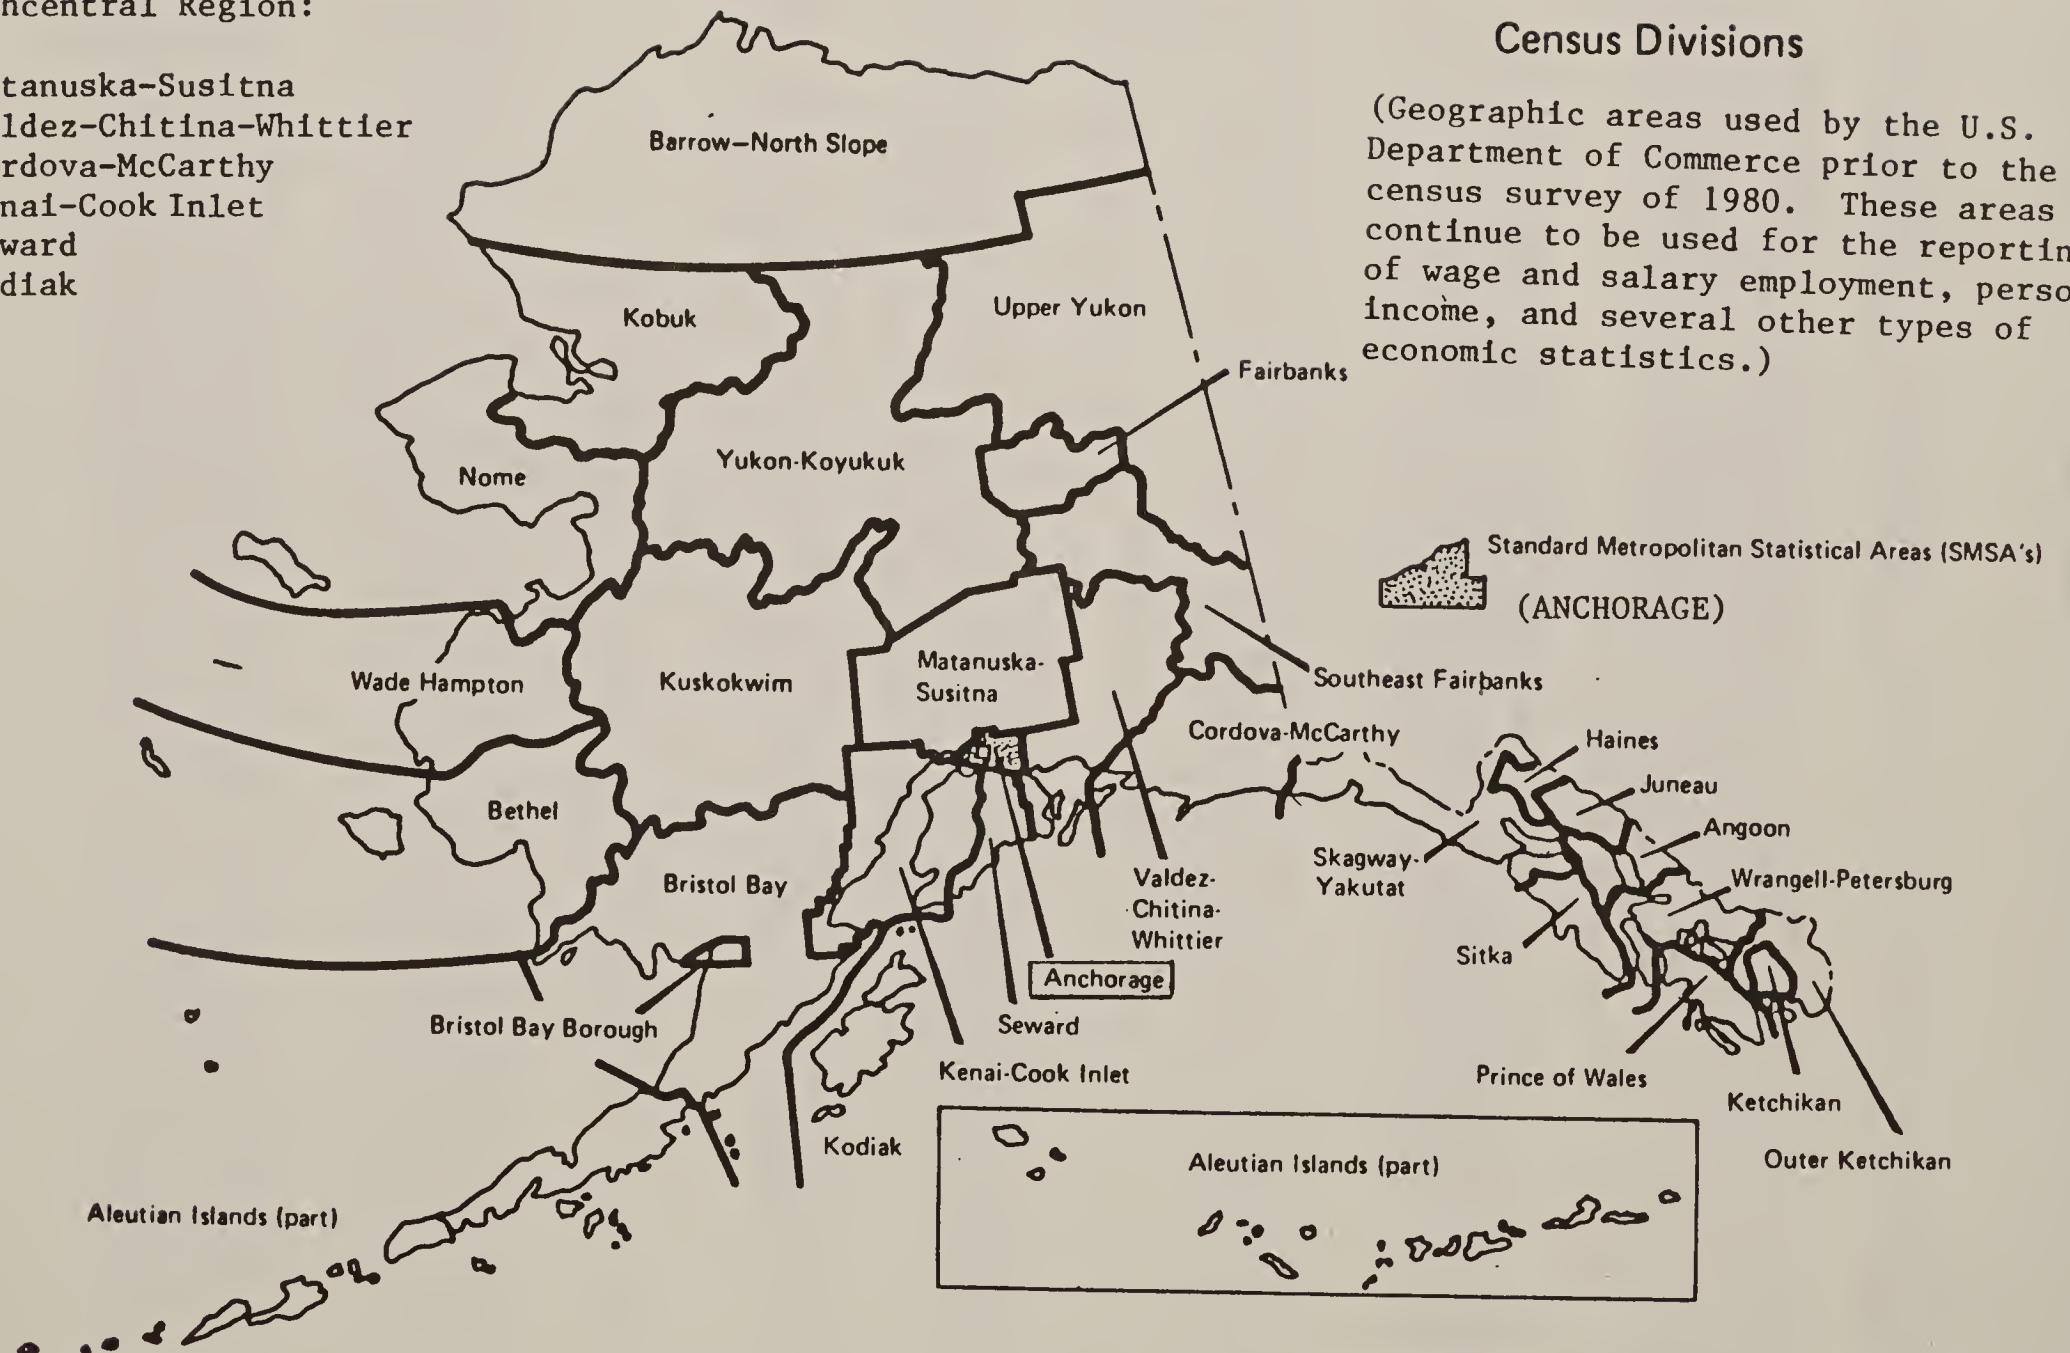 ncentral Region:
tanuska-Susitna
ldez-Chitina-Whittier
rdova-McCarthy
nai-Cook Inlet
ward
diak
Census Divisions
(Geographic areas used by the U.S.
Department of Commerce prior to the
census survey of 1980. These areas
continue to be used for the reportin
of wage and salary employment, perso
income, and several other types of
economic statistics.)
Barrow—North Slope
Kobuk
Upper Yukon
Fairbanks
Yukon-Koyukuk
Nome
Standard Metropolitan Statistical Areas (SMSA's)
(ANCHORAGE)
Wade Hampton
Kuskokwim
Matanuska-
Susitna
Southeast Fairbanks
Cordova-McCarthy
Haines
Juneau
Angoon
Bethel
Skagway-
Yakutat
Bristol Bay
Valdez-
Chitina-
Whittier
Wrangell-Petersburg
Sitka
Anchorage
Bristol Bay Borough
Seward
Kenai-Cook Inlet
Prince of Wales
Ketchikan
Kodiak
Outer Ketchikan
Aleutian Islands (part)
Aleutian Islands (part)